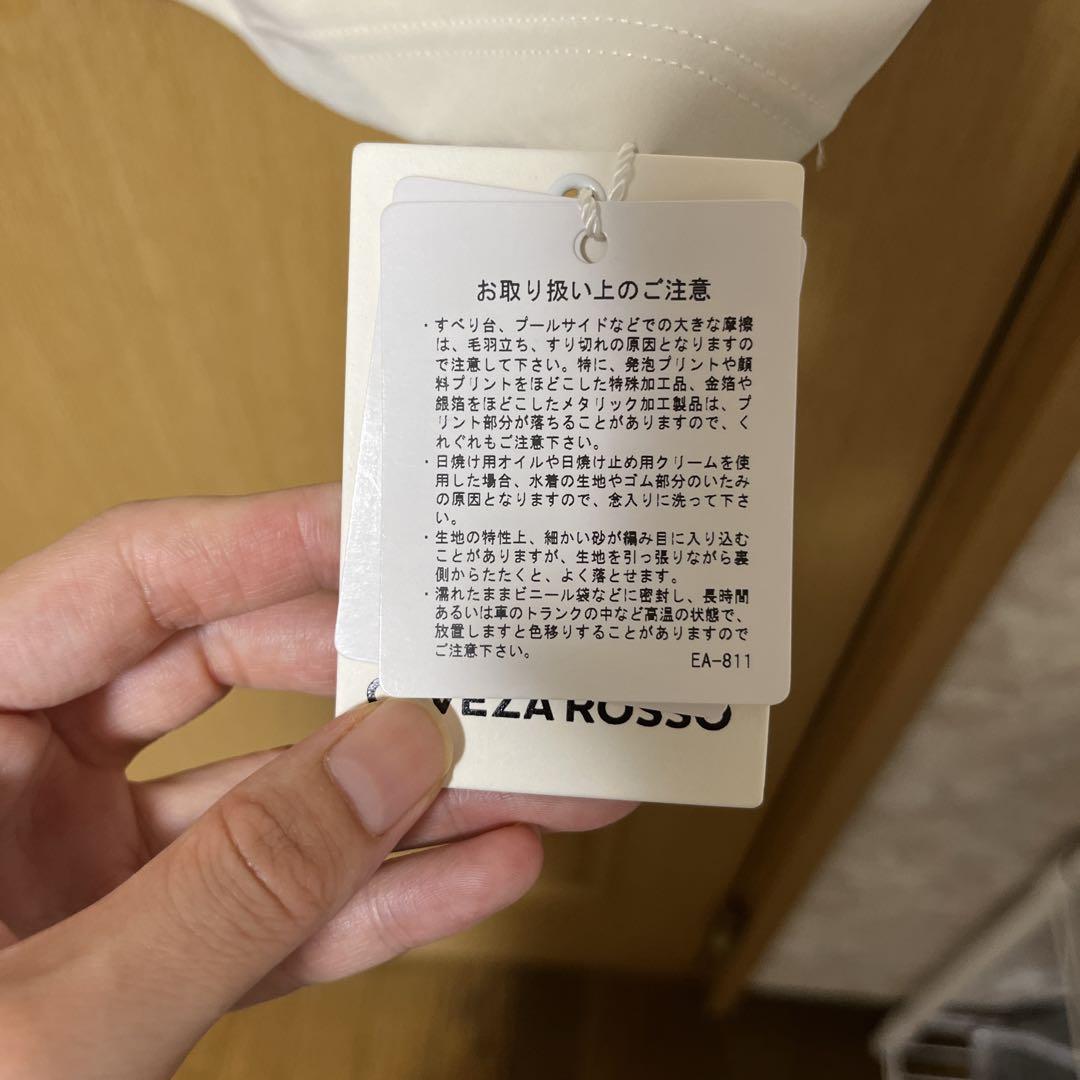 お取り扱い上のご注意
・すべり台、プールサイドなどでの大きな摩擦
は、毛羽立ち、すり切れの原因となりますの
で注意して下さい。特に、発泡プリントや顔
料プリントをほどこした特殊加工品、金箔や
銀箔をほどこしたメタリック加工製品は、プ
リント部分が落ちることがありますので、く
れぐれもご注意下さい。
・日焼け用オイルや日焼け止め用クリームを使
用した場合、水着の生地やゴム部分のいたみ
の原因となりますので、念入りに洗って下さ
い。
・生地の特性上、細かい砂が編み目に入り込む
ことがありますが、生地を引っ張りながら裏
側からたたくと、よく落とせます。
・濡れたままビニール袋などに密封し、長時間
あるいは車のトランクの中など高温の状態で、
放置しますと色移りすることがありますので
ご注意下さい。
EA-811
VEZA ROSSO